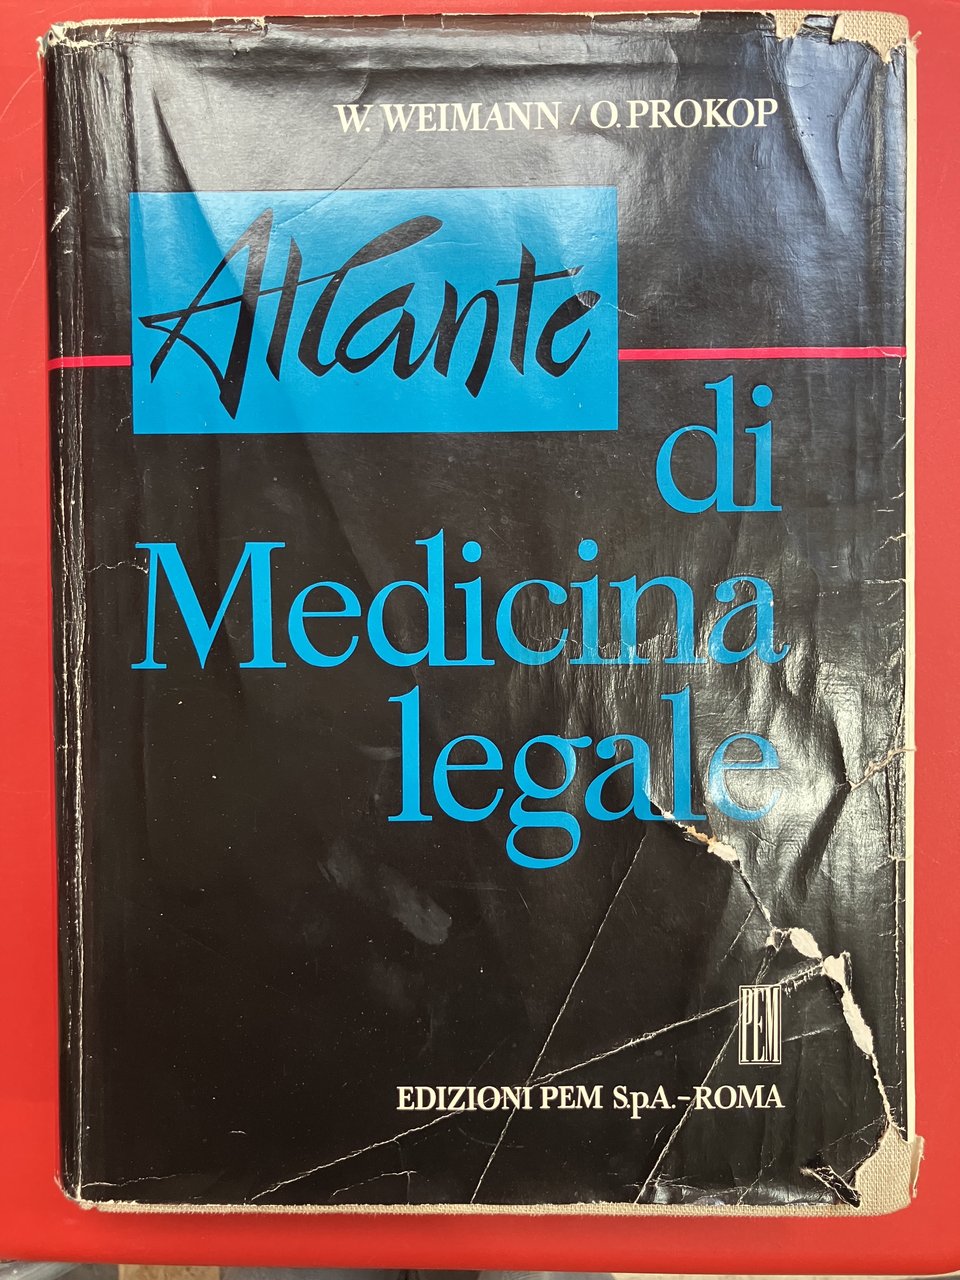 W. WEIMANN / O. PROKOP
Atlante
di
Medicina
legale
PEM
EDIZIONI PEM S.p.A. - ROMA